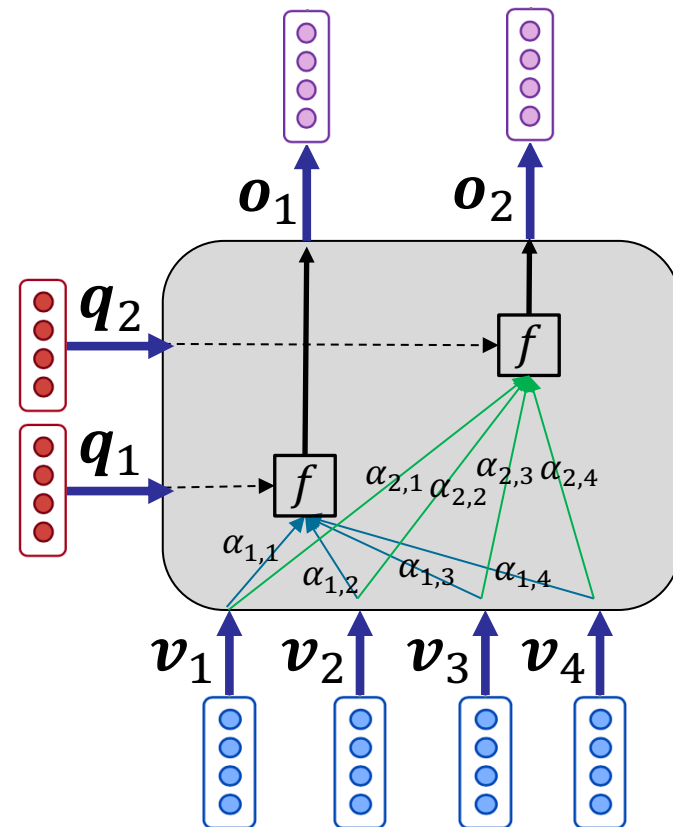 o₁ o₂
q₂
f
q₁
f
α₂,₁ α₂,₂ α₂,₃ α₂,₄
α₁,₁ α₁,₂ α₁,₃ α₁,₄
v₁ v₂ v₃ v₄